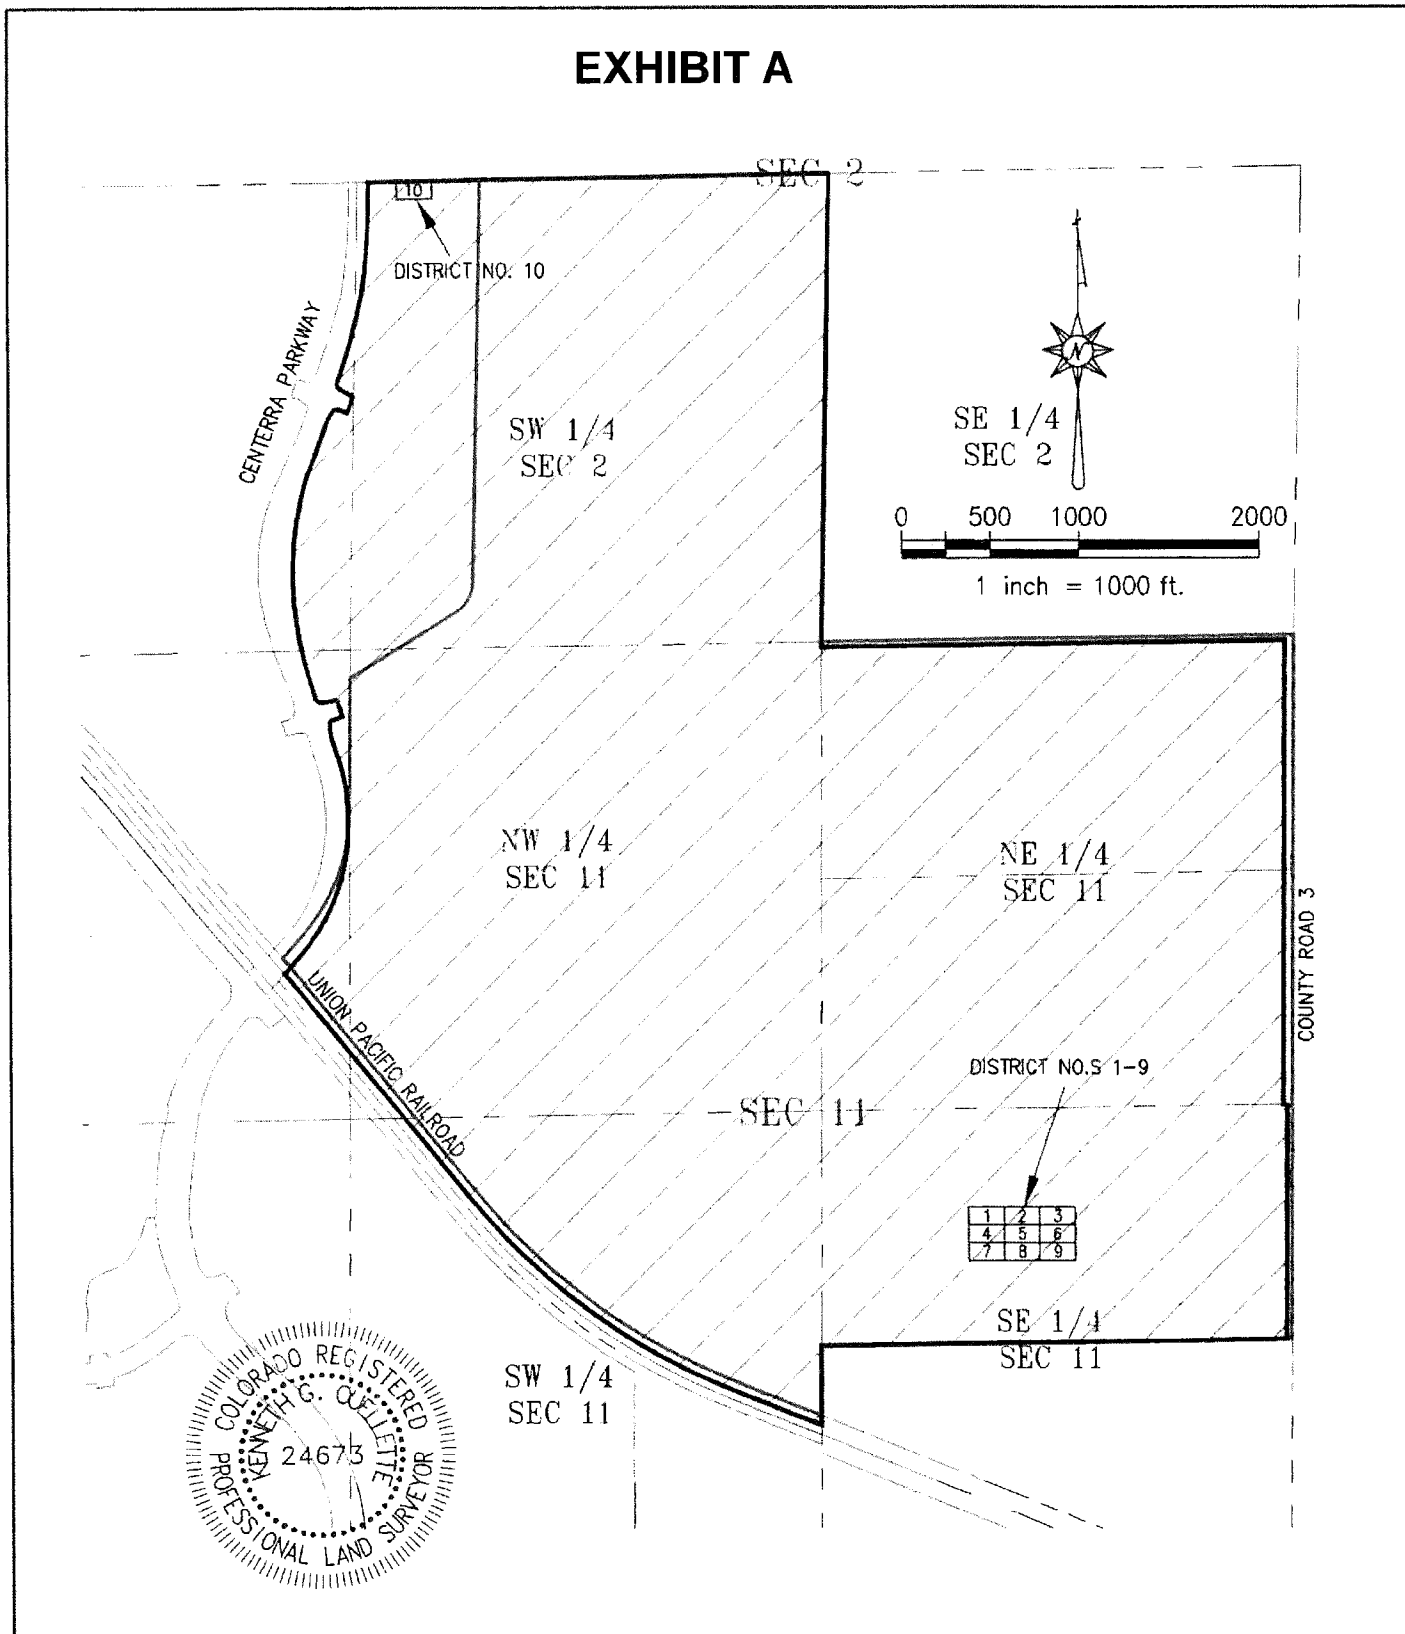 EXHIBIT A
SEC 2
10
DISTRICT NO. 10
CENTERRA PARKWAY
SW 1/4
SEC 2
SE 1/4
SEC 2
N
0 500 1000 2000
1 inch = 1000 ft.
NW 1/4
SEC 11
NE 1/4
SEC 11
COUNTY ROAD 3
UNION PACIFIC RAILROAD
DISTRICT NO.S 1-9
SEC 11
1 2 3
4 5 6
7 8 9
SE 1/4
SEC 11
SW 1/4
SEC 11
COLORADO REGISTERED
KENNETH G. OUELLETTE
24673
PROFESSIONAL LAND SURVEYOR